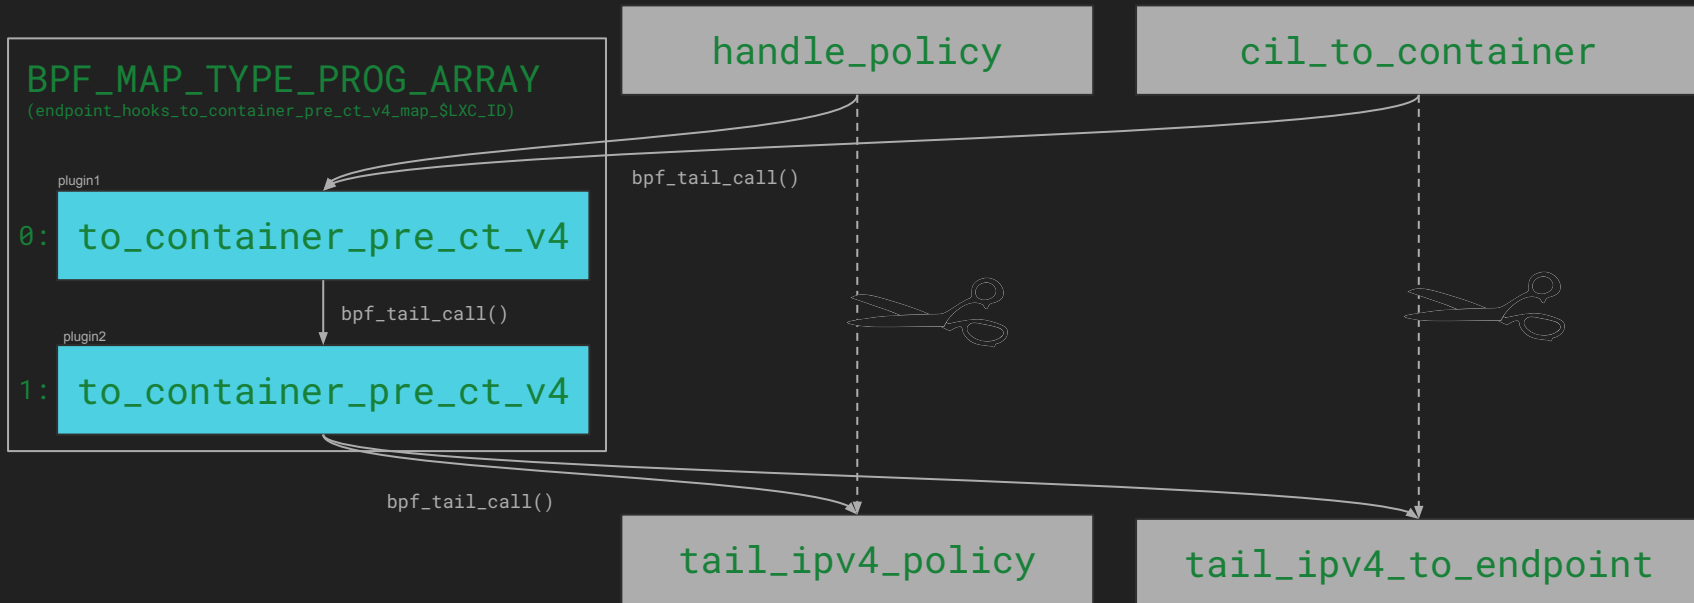 handle_policy
cil_to_container
BPF_MAP_TYPE_PROG_ARRAY
(endpoint_hooks_to_container_pre_ct_v4_map_$LXC_ID)
bpf_tail_call()
plugin1
0: to_container_pre_ct_v4
bpf_tail_call()
plugin2
1: to_container_pre_ct_v4
bpf_tail_call()
tail_ipv4_policy
tail_ipv4_to_endpoint